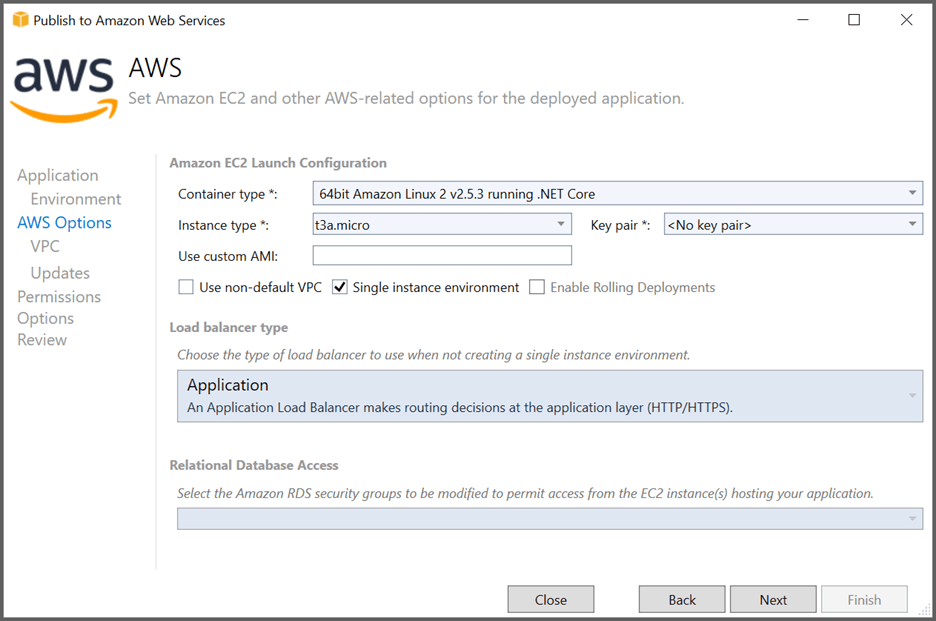 Publish to Amazon Web Services
aws
AWS
Set Amazon EC2 and other AWS-related options for the deployed application.
Application
Environment
AWS Options
VPC
Updates
Permissions
Options
Review
Amazon EC2 Launch Configuration
Container type *: 64bit Amazon Linux 2 v2.5.3 running .NET Core
Instance type *: t3a.micro Key pair *: <No key pair>
Use custom AMI:
Use non-default VPC Single instance environment Enable Rolling Deployments
Load balancer type
Choose the type of load balancer to use when not creating a single instance environment.
Application
An Application Load Balancer makes routing decisions at the application layer (HTTP/HTTPS).
Relational Database Access
Select the Amazon RDS security groups to be modified to permit access from the EC2 instance(s) hosting your application.
Close Back Next Finish